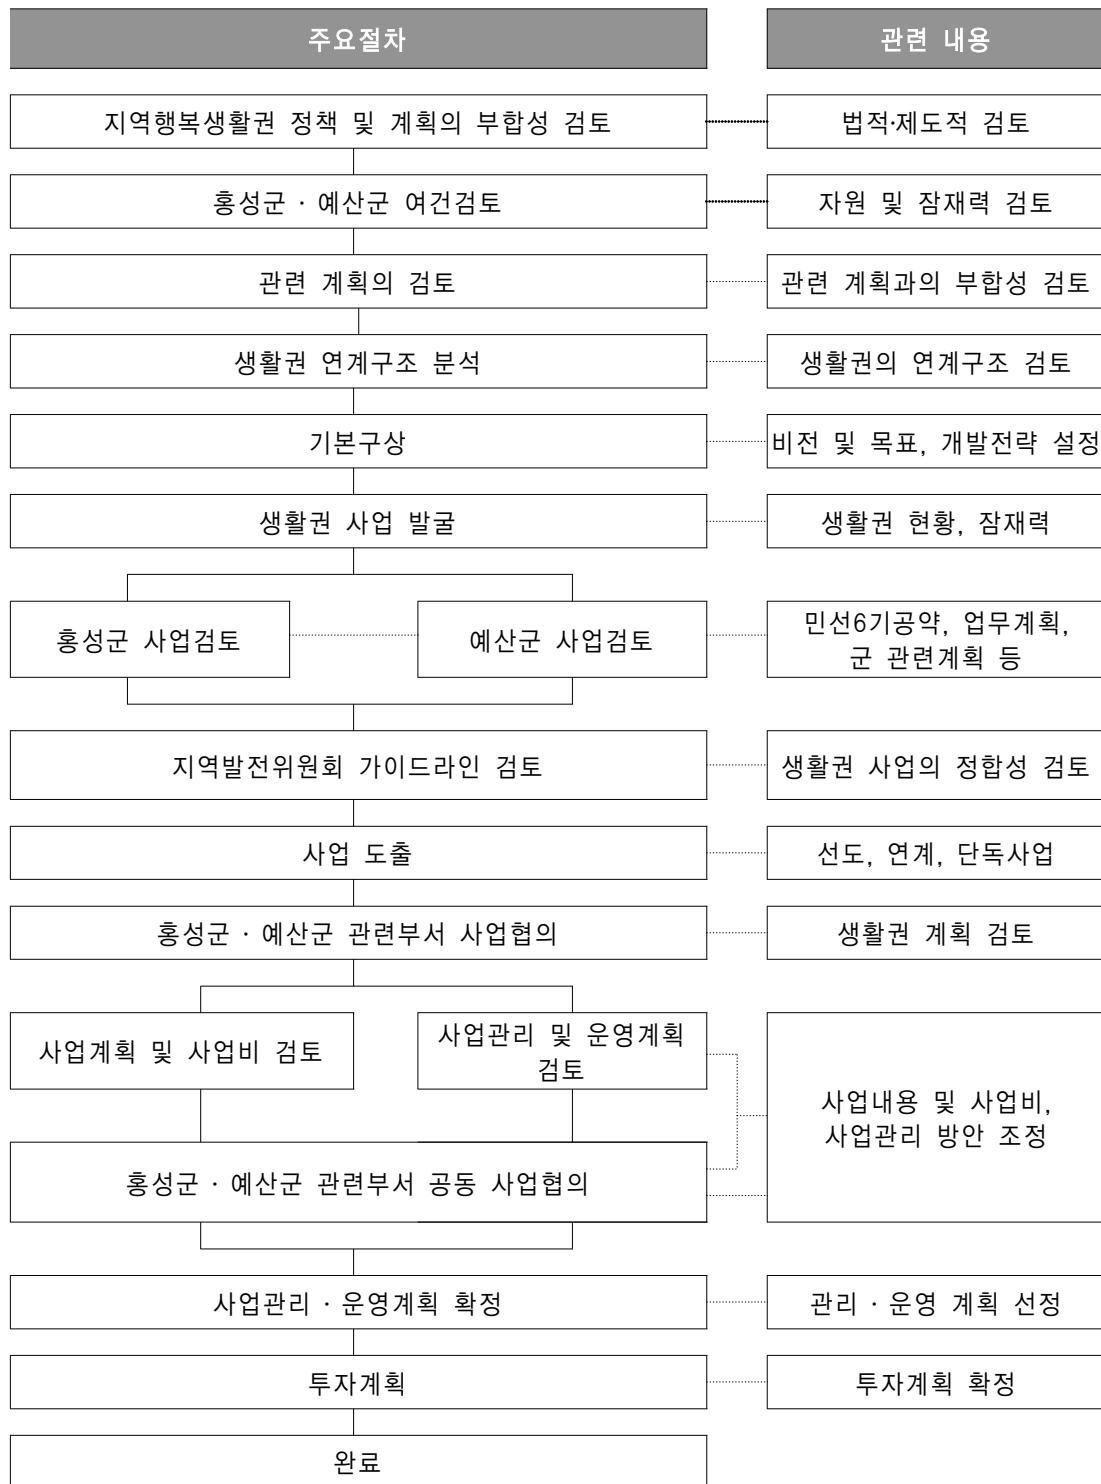 주요절차
관련 내용
지역행복생활권 정책 및 계획의 부합성 검토
법적·제도적 검토
홍성군 · 예산군 여건검토
자원 및 잠재력 검토
관련 계획의 검토
관련 계획과의 부합성 검토
생활권 연계구조 분석
생활권의 연계구조 검토
기본구상
비전 및 목표, 개발전략 설정
생활권 사업 발굴
생활권 현황, 잠재력
홍성군 사업검토
예산군 사업검토
민선6기공약, 업무계획,
군 관련계획 등
지역발전위원회 가이드라인 검토
생활권 사업의 정합성 검토
사업 도출
선도, 연계, 단독사업
홍성군 · 예산군 관련부서 사업협의
생활권 계획 검토
사업계획 및 사업비 검토
사업관리 및 운영계획
검토
사업내용 및 사업비,
사업관리 방안 조정
홍성군 · 예산군 관련부서 공동 사업협의
사업관리 · 운영계획 확정
관리 · 운영 계획 선정
투자계획
투자계획 확정
완료